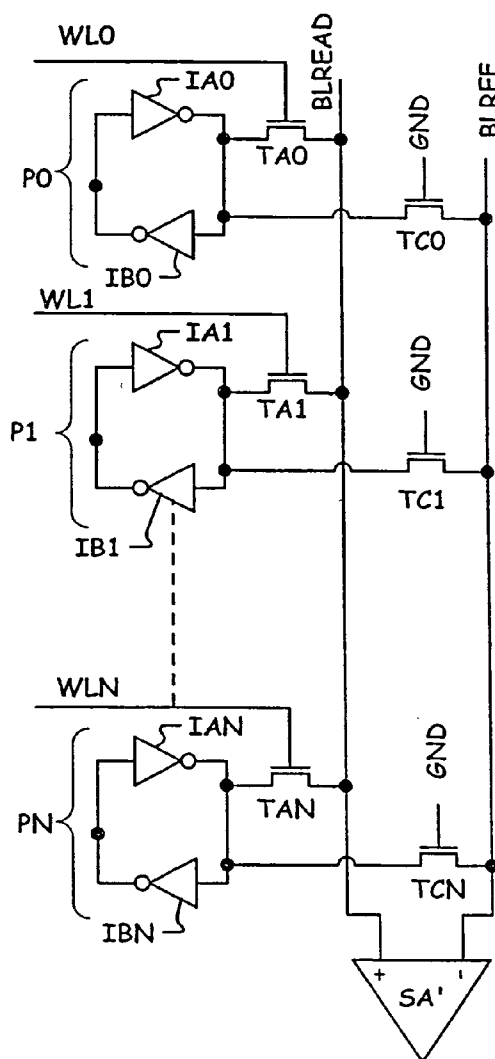 WL0
IA0
BLREAD
BLREF
GND
P0
TA0
TC0
IB0
WL1
IA1
GND
P1
TA1
TC1
IB1
WLN
IAN
GND
PN
TAN
TCN
IBN
+ -
SA'